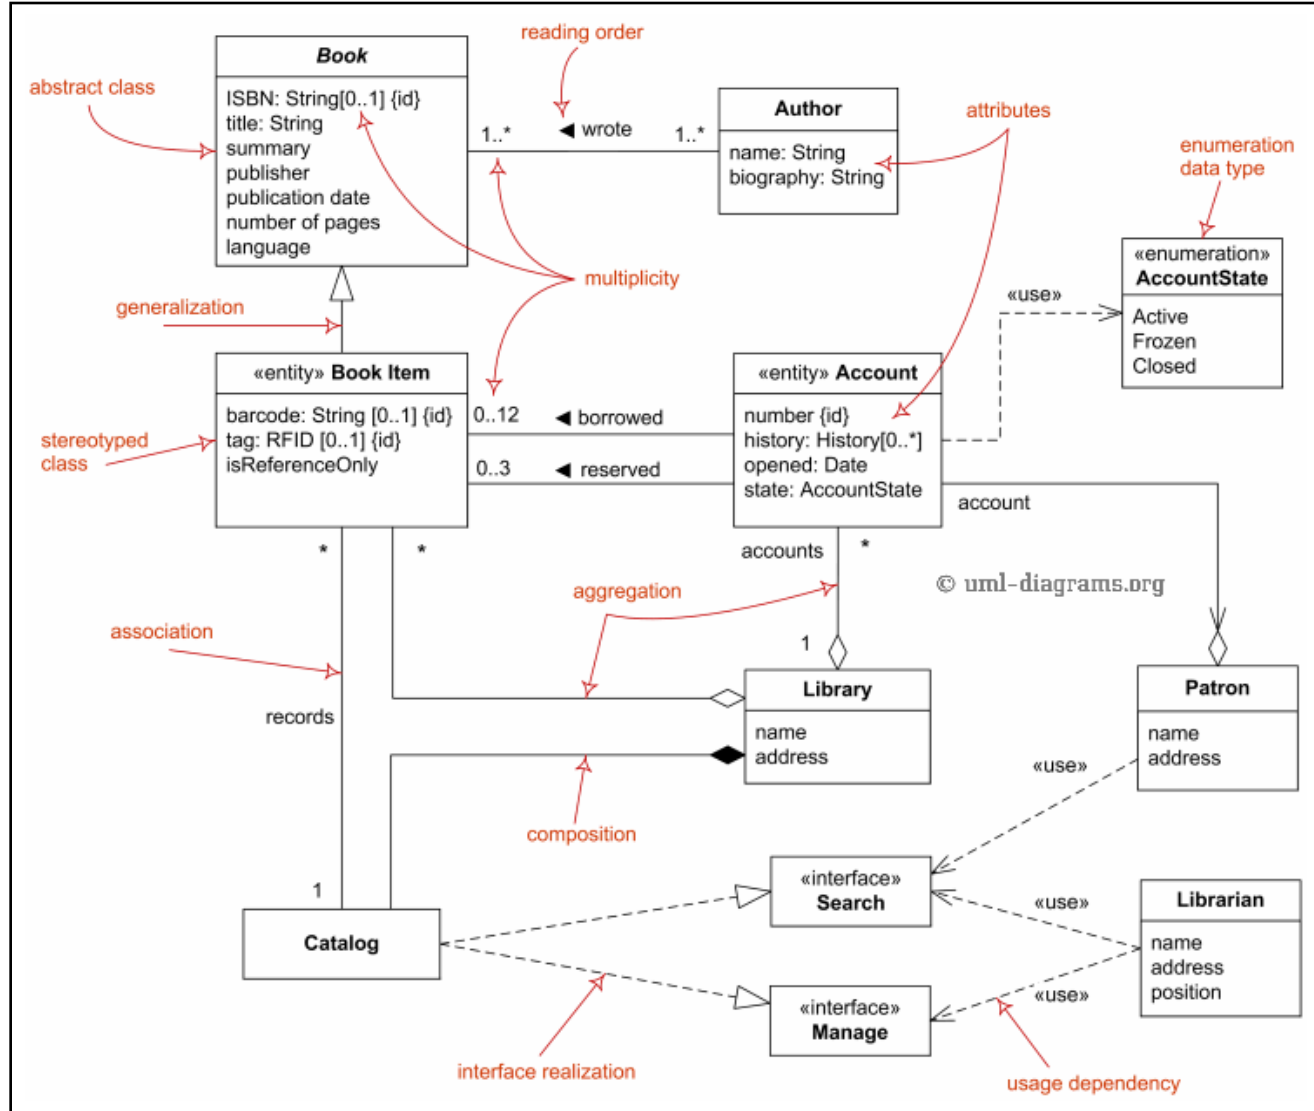 reading order
Book
abstract class
ISBN: String[0..1] {id}
title: String
summary
publisher
publication date
number of pages
language
1..*
◄ wrote
1..*
Author
name: String
biography: String
attributes
enumeration
data type
multiplicity
generalization
«enumeration»
AccountState
Active
Frozen
Closed
«use»
«entity» Book Item
barcode: String [0..1] {id}
tag: RFID [0..1] {id}
isReferenceOnly
stereotyped
class
0..12
◄ borrowed
0..3
◄ reserved
«entity» Account
number {id}
history: History[0..*]
opened: Date
state: AccountState
account
*
*
accounts
*
© uml-diagrams.org
aggregation
association
1
records
Library
name
address
Patron
name
address
composition
«use»
1
Catalog
«interface»
Search
«use»
Librarian
name
address
position
«interface»
Manage
«use»
interface realization
usage dependency